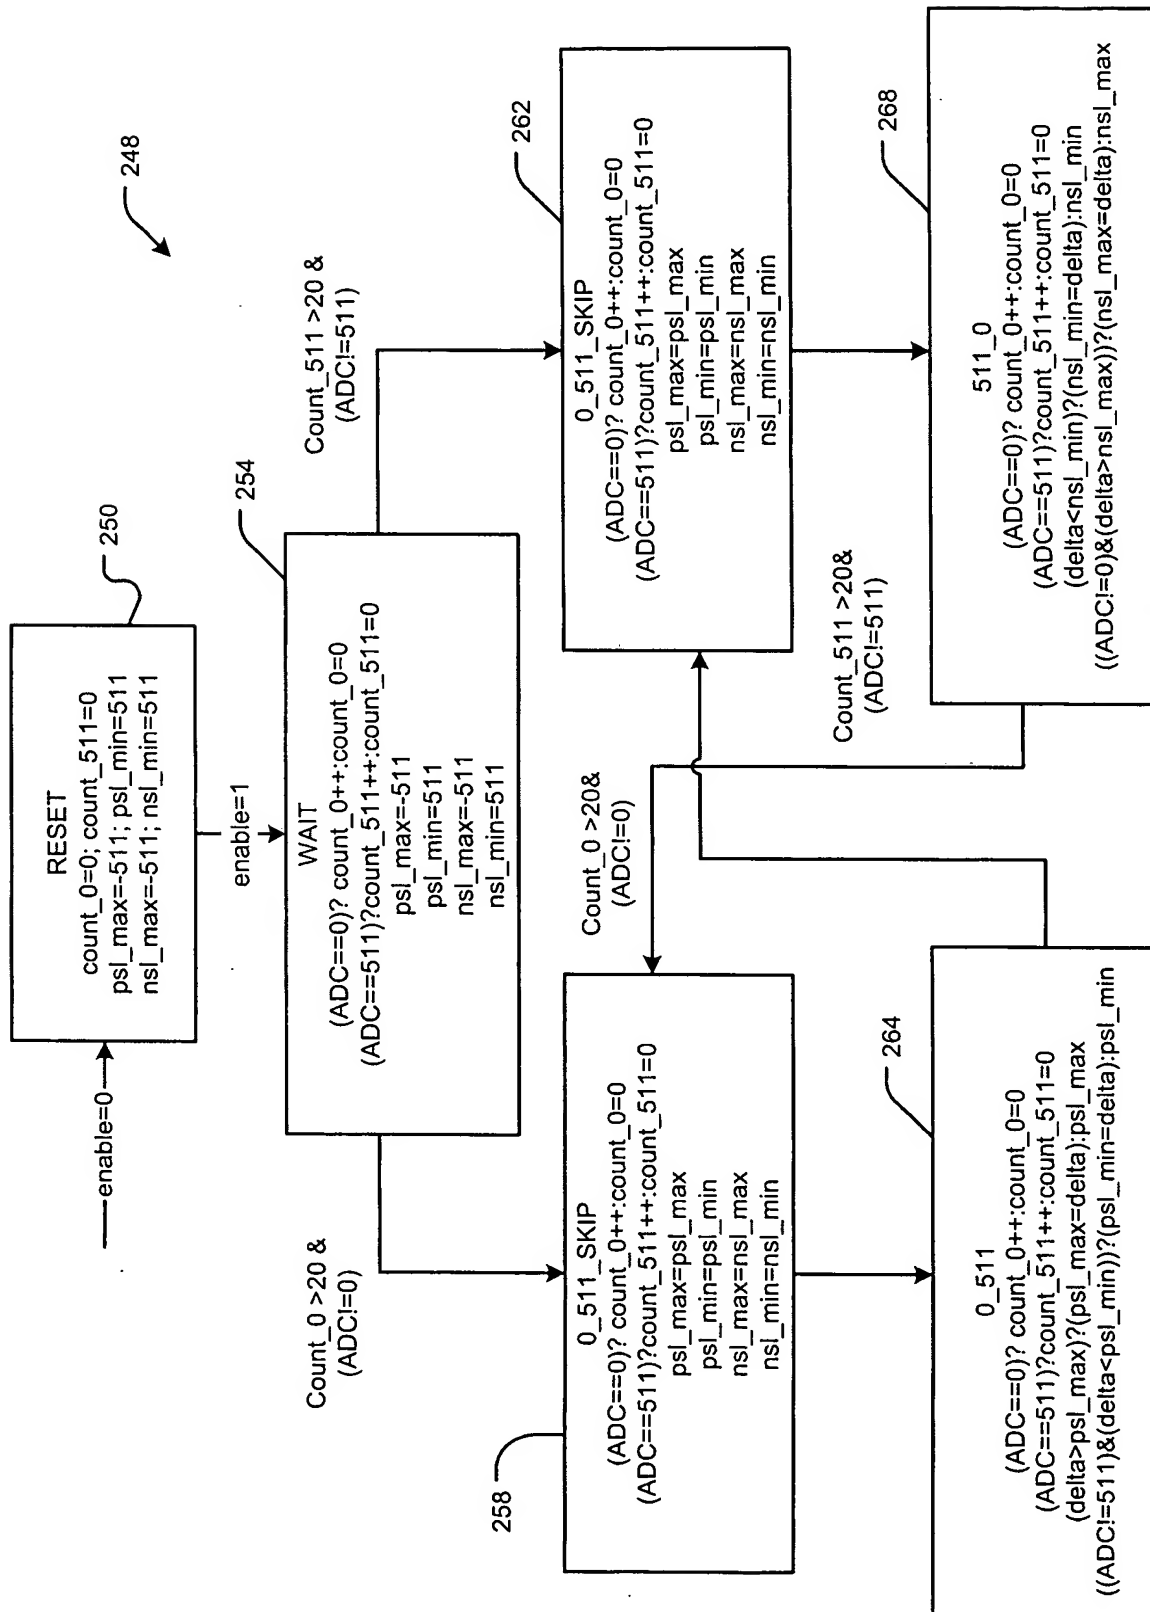 248
enable=0
RESET
count_0=0; count_511=0
psl_max=-511; psl_min=511
nsl_max=-511; nsl_min=511
250
enable=1
254
WAIT
(ADC==0)? count_0++:count_0=0
(ADC==511)?count_511++:count_511=0
psl_max=-511
psl_min=511
nsl_max=-511
nsl_min=511
Count_0 >20 &
(ADC!=0)
Count_511 >20 &
(ADC!=511)
258
0_511_SKIP
(ADC==0)? count_0++:count_0=0
(ADC==511)?count_511++:count_511=0
psl_max=psl_max
psl_min=psl_min
nsl_max=nsl_max
nsl_min=nsl_min
262
0_511_SKIP
(ADC==0)? count_0++:count_0=0
(ADC==511)?count_511++:count_511=0
psl_max=psl_max
psl_min=psl_min
nsl_max=nsl_max
nsl_min=nsl_min
Count_0 >20&
(ADC!=0)
Count_511 >20&
(ADC!=511)
264
0_511
(ADC==0)? count_0++:count_0=0
(ADC==511)?count_511++:count_511=0
(delta>psl_max)?(psl_max=delta):psl_max
((ADC!=511)&(delta<psl_min))?(psl_min=delta):psl_min
268
511_0
(ADC==0)? count_0++:count_0=0
(ADC==511)?count_511++:count_511=0
(delta<nsl_min)?(nsl_min=delta):nsl_min
((ADC!=0)&(delta>nsl_max))?(nsl_max=delta):nsl_max